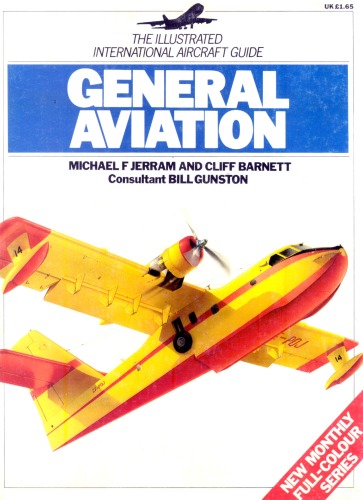 UK£1.65
THE ILLUSTRATED
INTERNATIONAL AIRCRAFT GUIDE
GENERAL
AVIATION
MICHAEL F JERRAM AND CLIFF BARNETT
Consultant BILL GUNSTON
14
14
NEW MONTHLY
FULL-COLOUR
SERIES